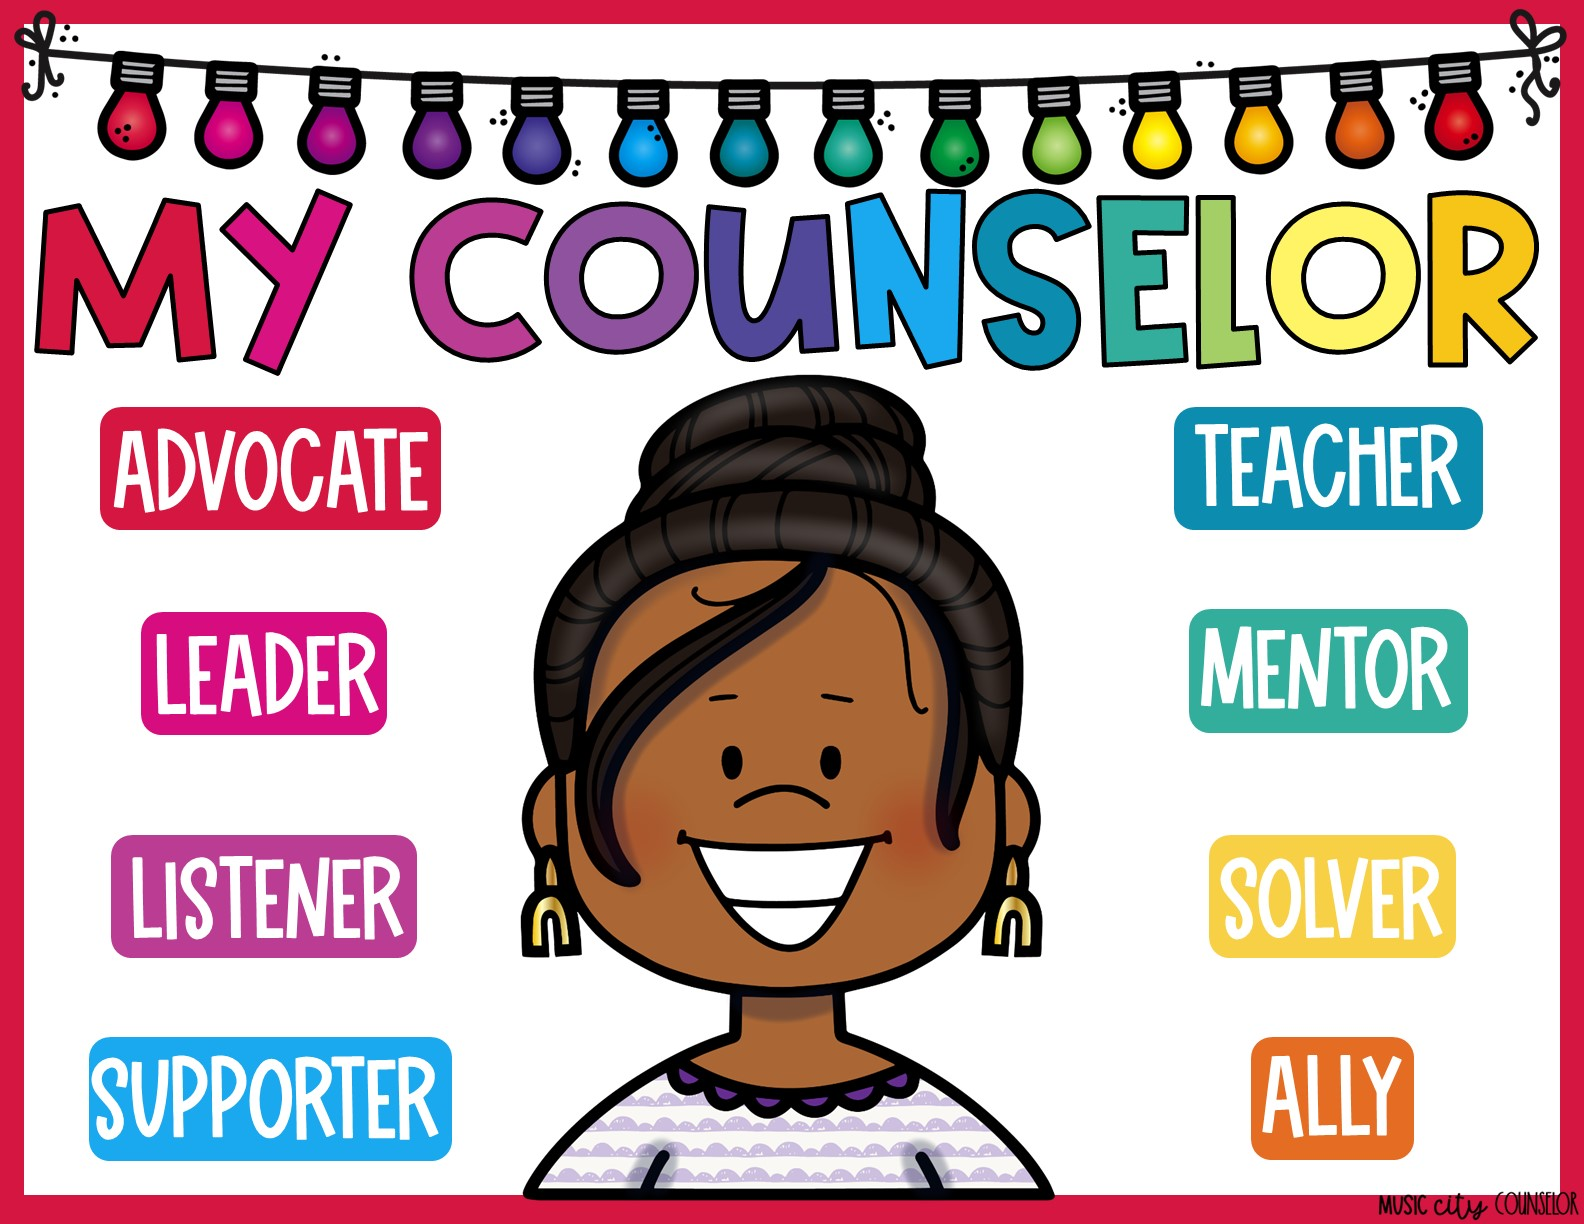 MY COUNSELOR
ADVOCATE
TEACHER
LEADER
MENTOR
LISTENER
SOLVER
SUPPORTER
ALLY
MUSIC city COUNSELOR